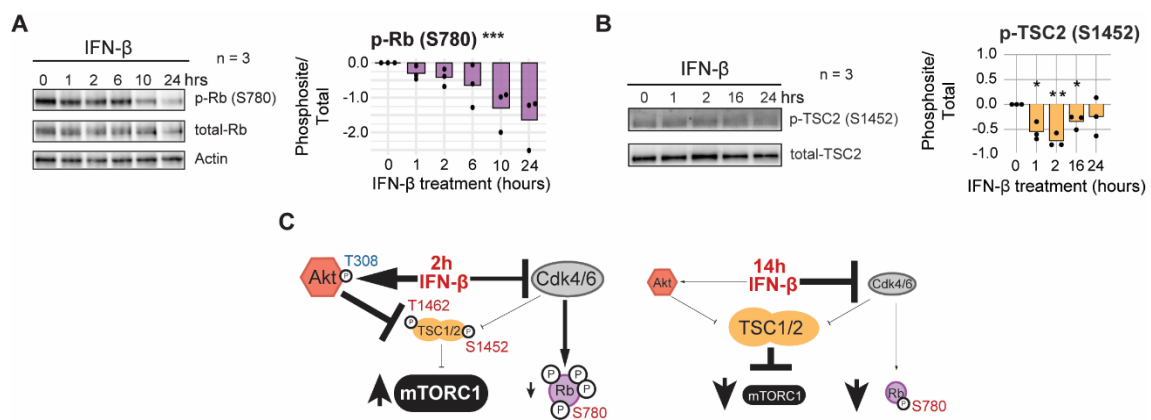 A
IFN-β
n = 3
0 1 2 6 10 24 hrs
p-Rb (S780)
total-Rb
Actin
p-Rb (S780) ***
Phosphosite/
Total
0.0
-1.0
-2.0
0 1 2 6 10 24
IFN-β treatment (hours)
B
IFN-β
n = 3
0 1 2 16 24 hrs
p-TSC2 (S1452)
total-TSC2
p-TSC2 (S1452)
Phosphosite/
Total
1.0
0.5
0.0
-0.5
-1.0
* ** *
0 1 2 16 24
IFN-β treatment (hours)
C
Akt P T308
2h
IFN-β
Cdk4/6
T1462
P TSC1/2 P
S1452
mTORC1
P P P P P
Rb
S780
14h
IFN-β
Akt
Cdk4/6
TSC1/2
mTORC1
Rb P
S780